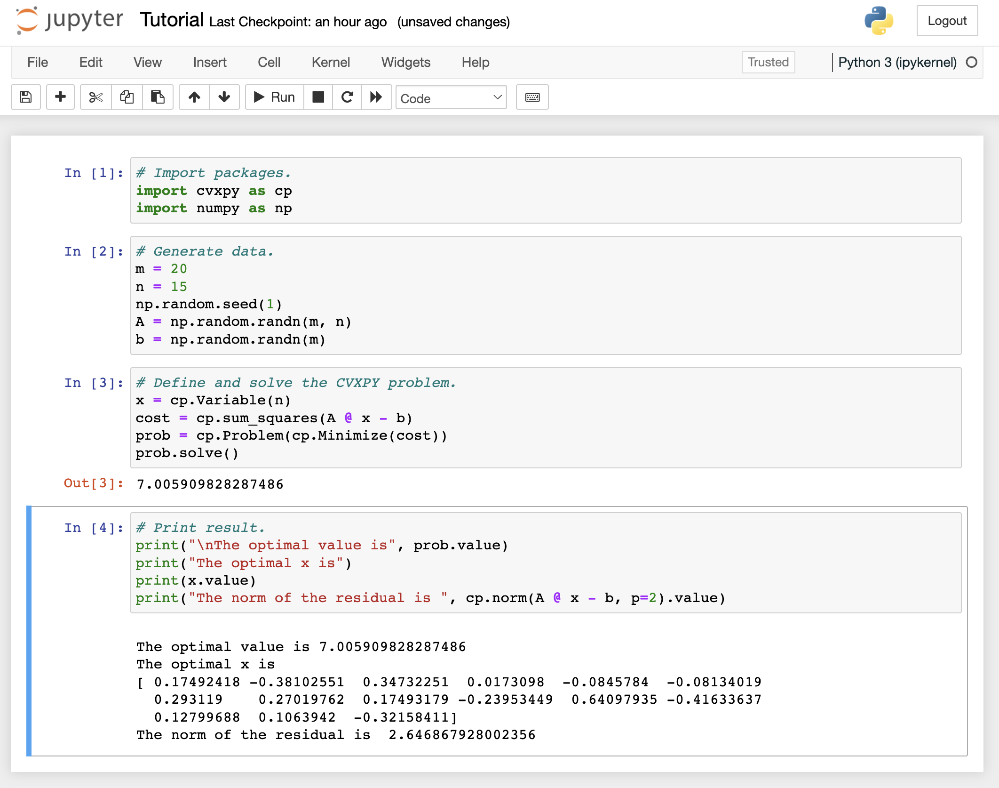 jupyter Tutorial Last Checkpoint: an hour ago (unsaved changes) Logout
File Edit View Insert Cell Kernel Widgets Help Trusted Python 3 (ipykernel)
Run Code
In [1]: # Import packages.
import cvxpy as cp
import numpy as np
In [2]: # Generate data.
m = 20
n = 15
np.random.seed(1)
A = np.random.randn(m, n)
b = np.random.randn(m)
In [3]: # Define and solve the CVXPY problem.
x = cp.Variable(n)
cost = cp.sum_squares(A @ x - b)
prob = cp.Problem(cp.Minimize(cost))
prob.solve()
Out[3]: 7.005909828287486
In [4]: # Print result.
print("\nThe optimal value is", prob.value)
print("The optimal x is")
print(x.value)
print("The norm of the residual is ", cp.norm(A @ x - b, p=2).value)
The optimal value is 7.005909828287486
The optimal x is
[ 0.17492418 -0.38102551  0.34732251  0.0173098  -0.0845784  -0.08134019
  0.293119    0.27019762  0.17493179 -0.23953449  0.64097935 -0.41633637
  0.12799688  0.1063942  -0.32158411]
The norm of the residual is  2.646867928002356